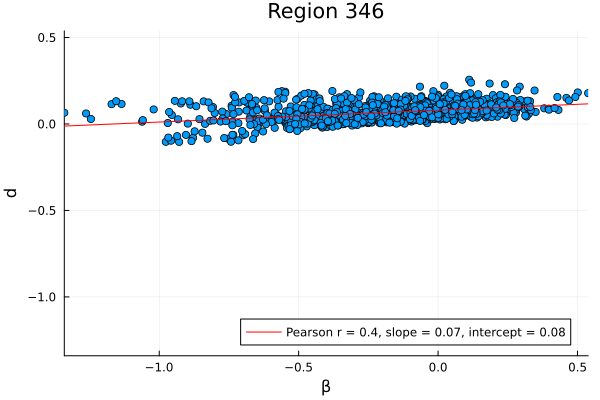 Region 346
0.5
0.0
−0.5
−1.0
d
−1.0
−0.5
0.0
0.5
β
Pearson r = 0.4, slope = 0.07, intercept = 0.08